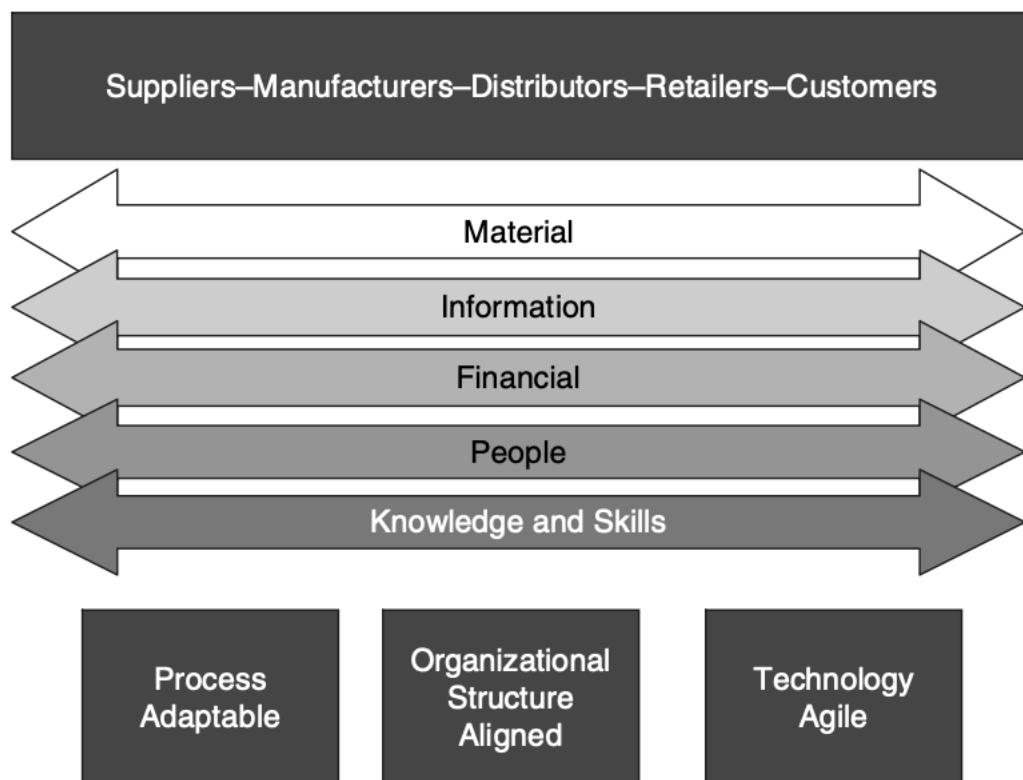 Suppliers–Manufacturers–Distributors–Retailers–Customers
Material
Information
Financial
People
Knowledge and Skills
Process
Adaptable
Organizational
Structure
Aligned
Technology
Agile